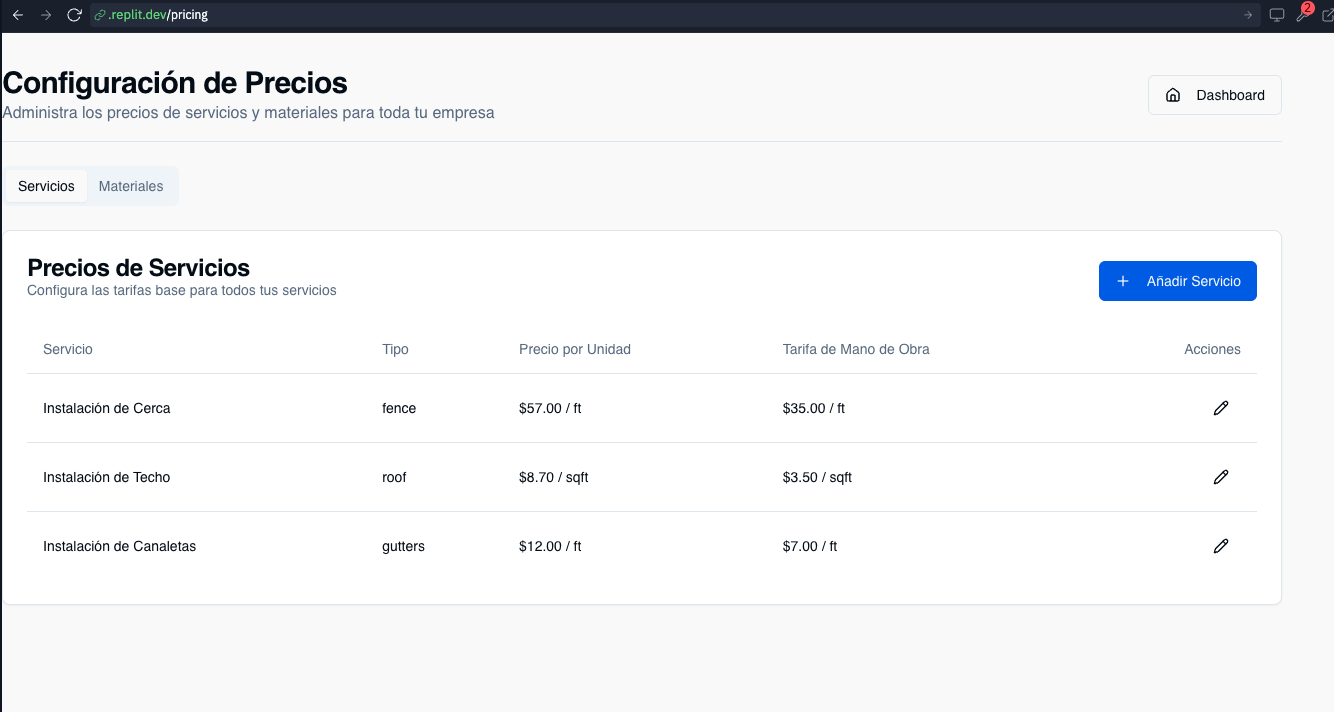 .replit.dev/pricing
2
Configuración de Precios
Administra los precios de servicios y materiales para toda tu empresa
Dashboard
Servicios Materiales
Precios de Servicios
Configura las tarifas base para todos tus servicios
Añadir Servicio
Servicio Tipo Precio por Unidad Tarifa de Mano de Obra Acciones
Instalación de Cerca fence $57.00 / ft $35.00 / ft
Instalación de Techo roof $8.70 / sqft $3.50 / sqft
Instalación de Canaletas gutters $12.00 / ft $7.00 / ft